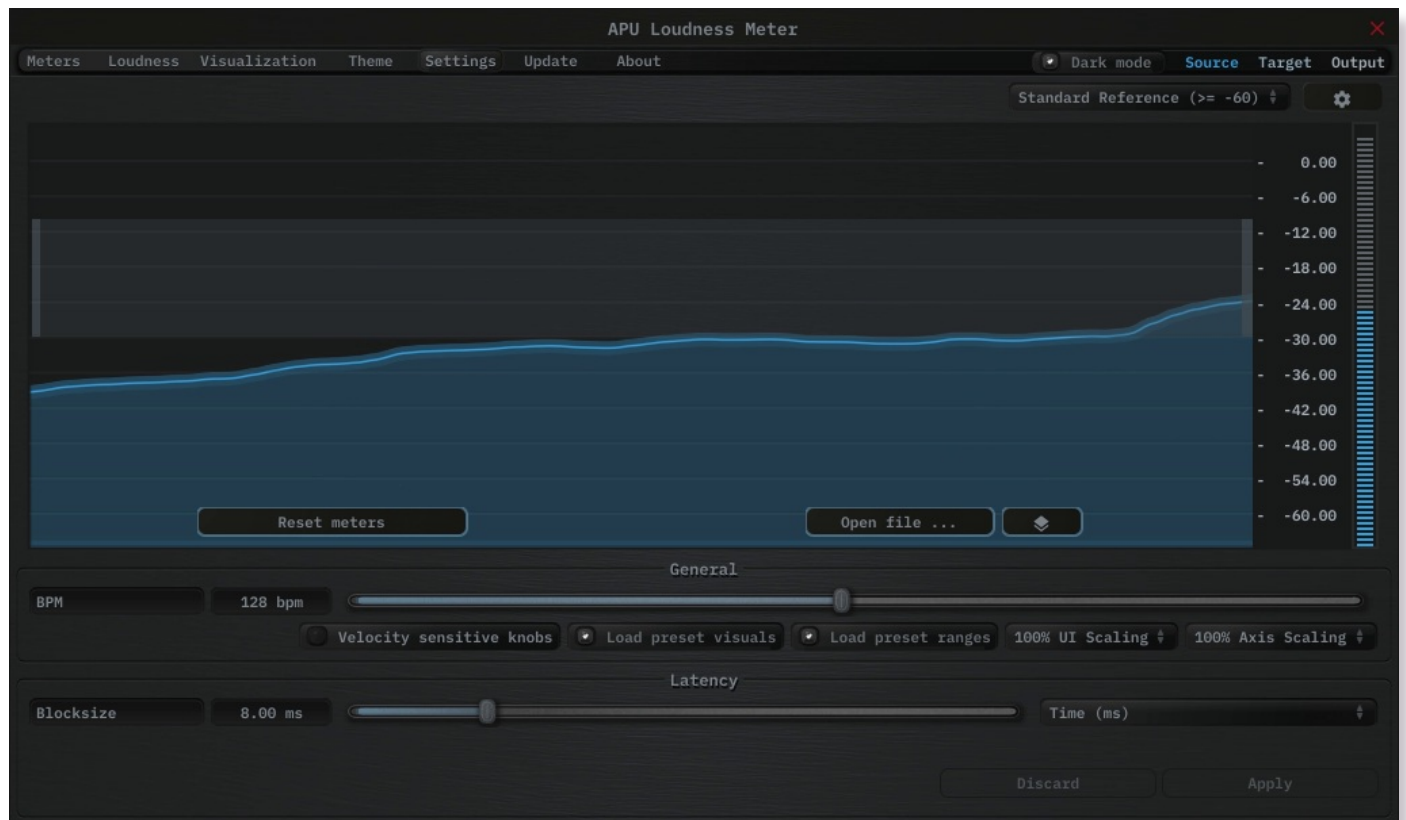 APU Loudness Meter
Meters Loudness Visualization Theme Settings Update About Dark mode Source Target Output
Standard Reference (>= -60)
- 0.00
- -6.00
- -12.00
- -18.00
- -24.00
- -30.00
- -36.00
- -42.00
- -48.00
- -54.00
- -60.00
Reset meters Open file ...
General
BPM 128 bpm
Velocity sensitive knobs Load preset visuals Load preset ranges 100% UI Scaling 100% Axis Scaling
Latency
Blocksize 8.00 ms Time (ms)
Discard Apply